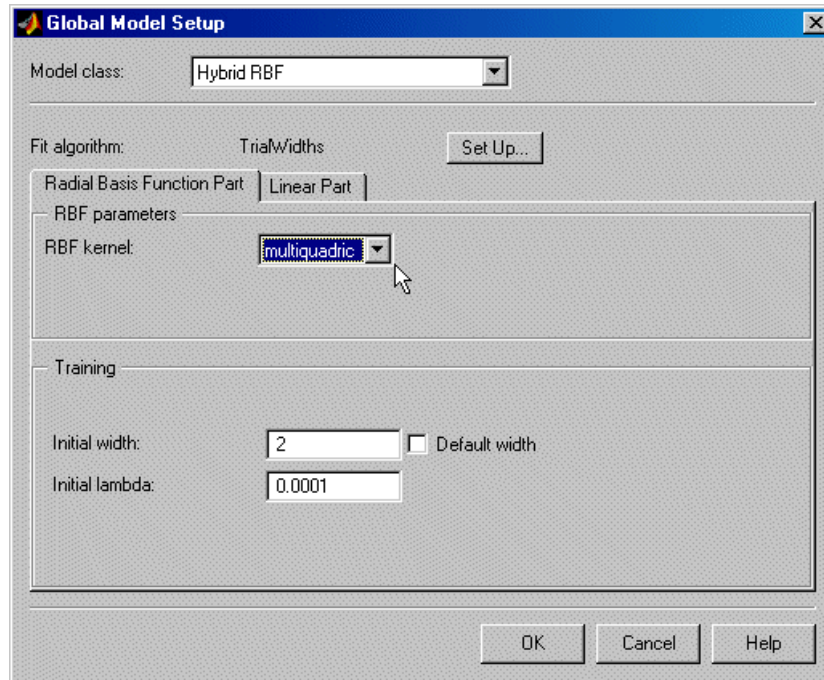 Global Model Setup
Model class: Hybrid RBF
Fit algorithm: TrialWidths Set Up...
Radial Basis Function Part Linear Part
RBF parameters
RBF kernel: multiquadric
Training
Initial width: 2 Default width
Initial lambda: 0.0001
OK Cancel Help